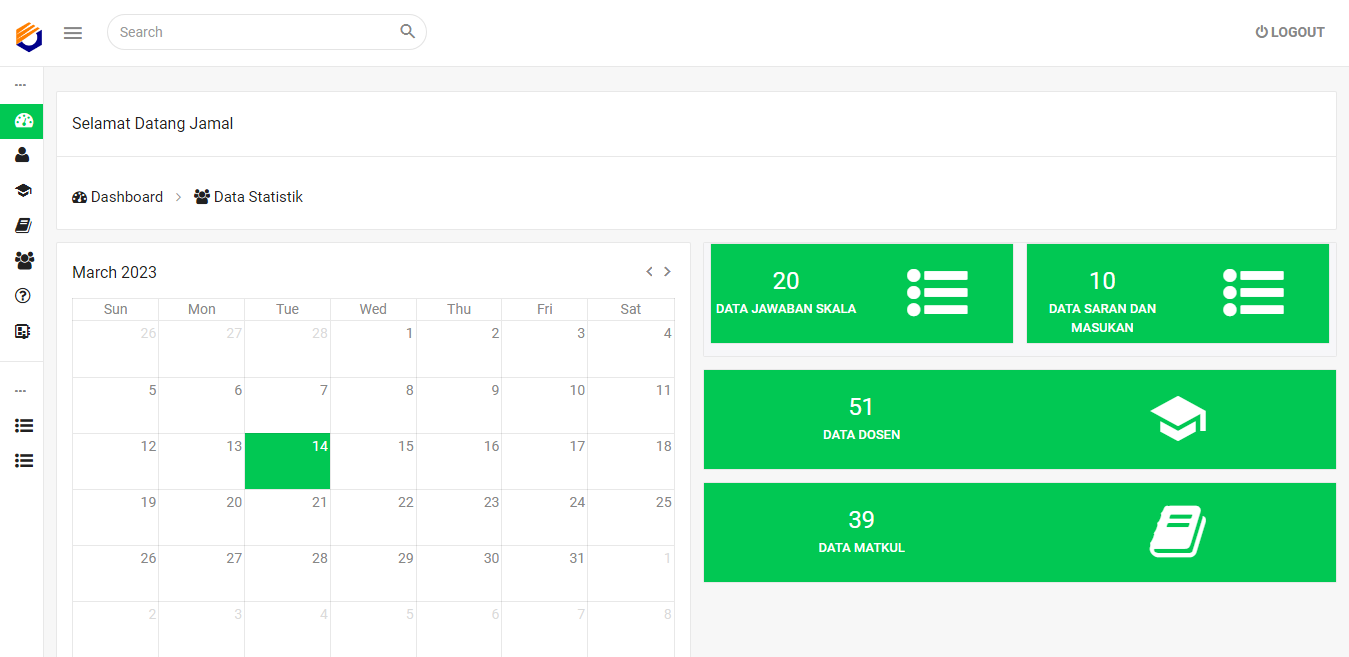 Search
LOGOUT
...
Selamat Datang Jamal
Dashboard > Data Statistik
March 2023
Sun Mon Tue Wed Thu Fri Sat
26 27 28 1 2 3 4
5 6 7 8 9 10 11
12 13 14 15 16 17 18
19 20 21 22 23 24 25
26 27 28 29 30 31 1
2 3 4 5 6 7 8
20
DATA JAWABAN SKALA
10
DATA SARAN DAN
MASUKAN
51
DATA DOSEN
39
DATA MATKUL
...